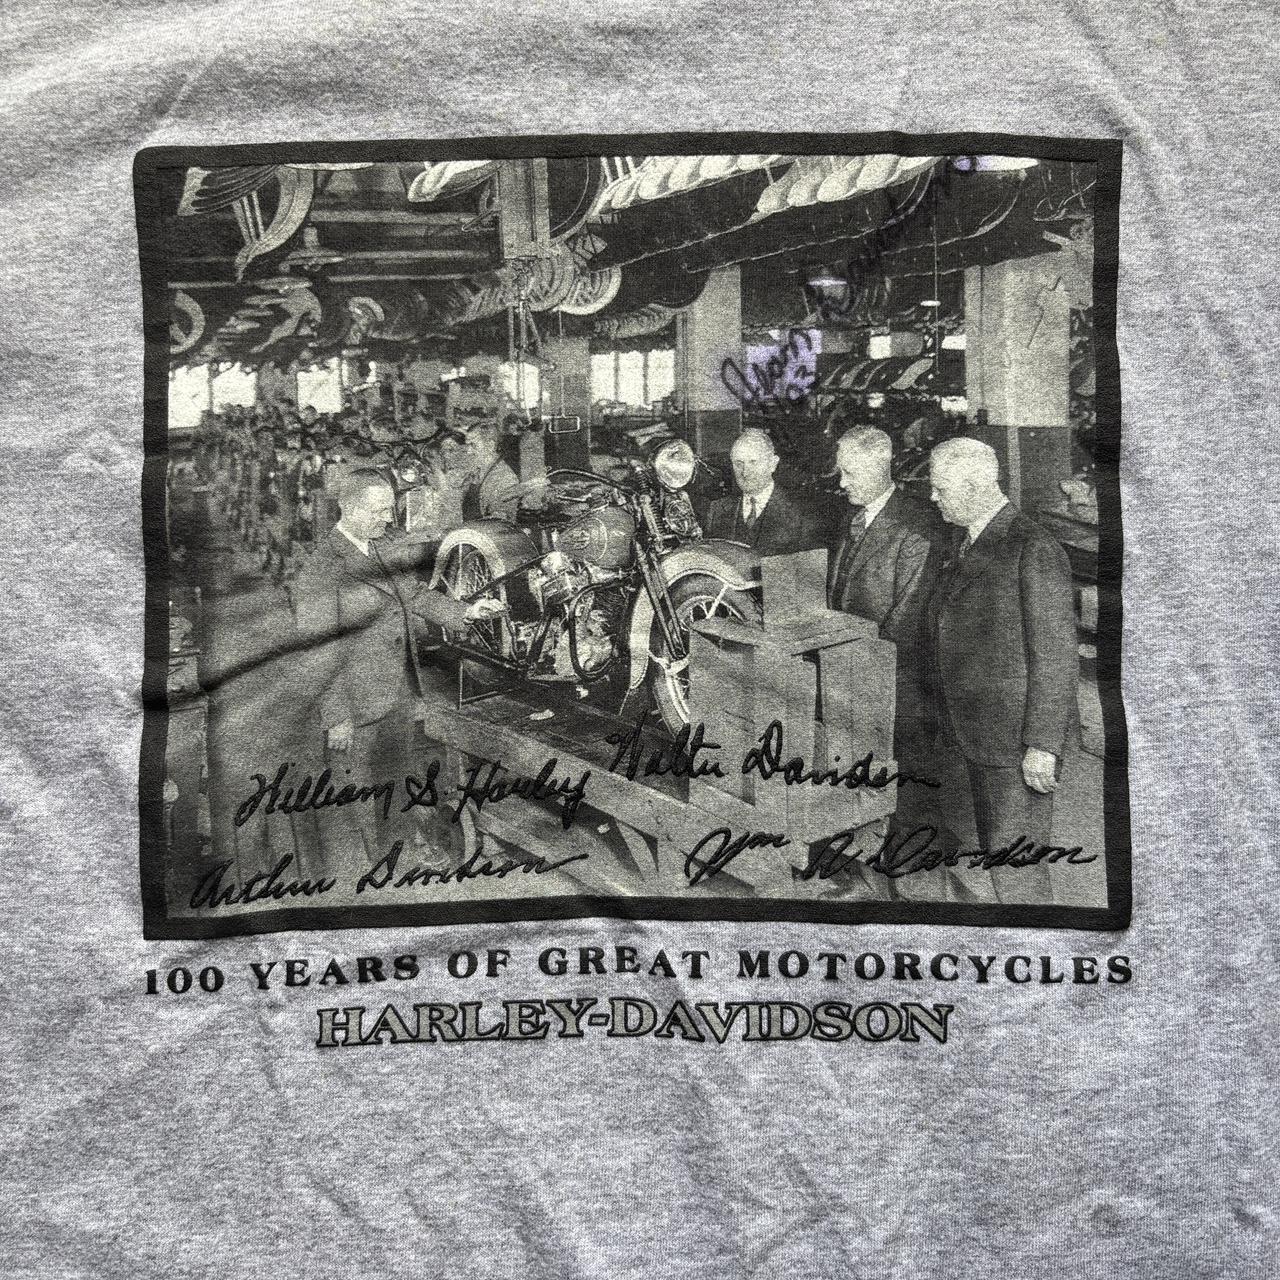 William S. Harley
Walter Davidson
Arthur Davidson
Wm A. Davidson
100 YEARS OF GREAT MOTORCYCLES
HARLEY-DAVIDSON